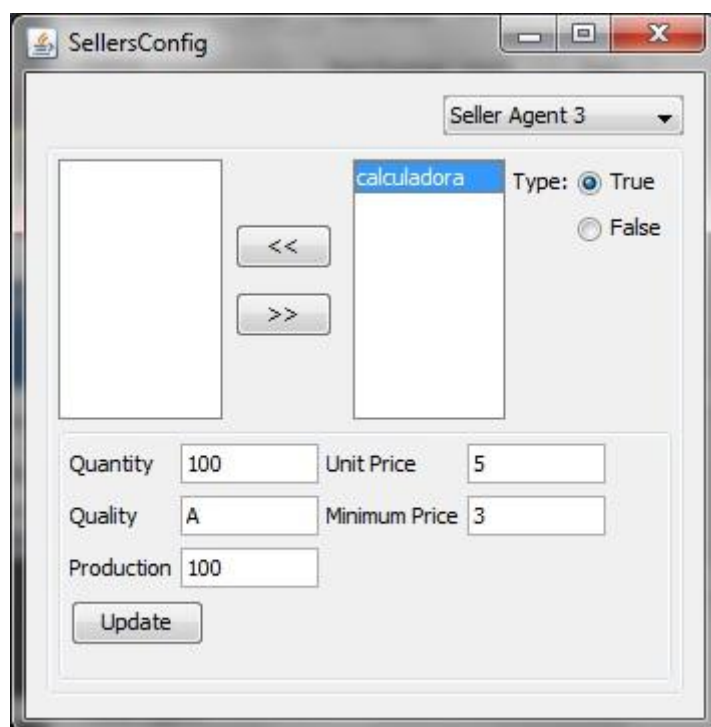 SellersConfig
Seller Agent 3
calculadora
Type: True
False
<<
>>
Quantity 100 Unit Price 5
Quality A Minimum Price 3
Production 100
Update